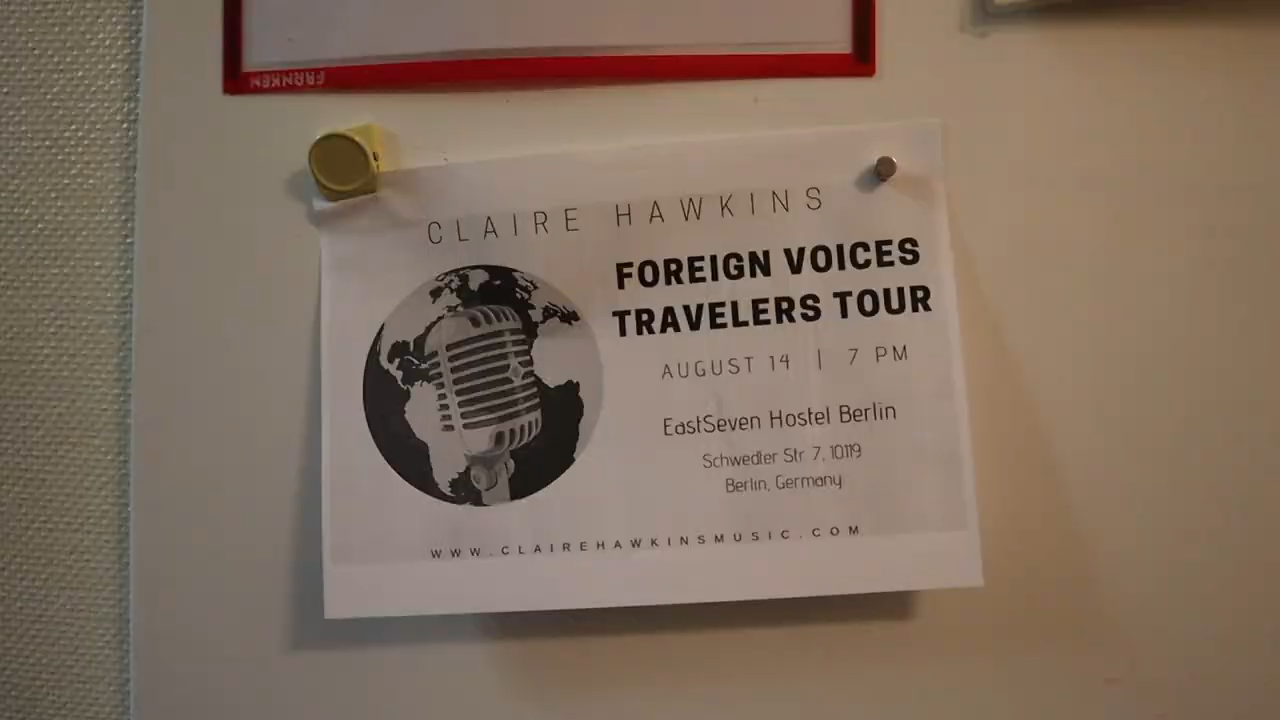 FRANKEN
CLAIRE HAWKINS
FOREIGN VOICES
TRAVELERS TOUR
AUGUST 14 | 7 PM
EastSeven Hostel Berlin
Schwedter Str 7, 10119
Berlin, Germany
WWW.CLAIREHAWKINSMUSIC.COM